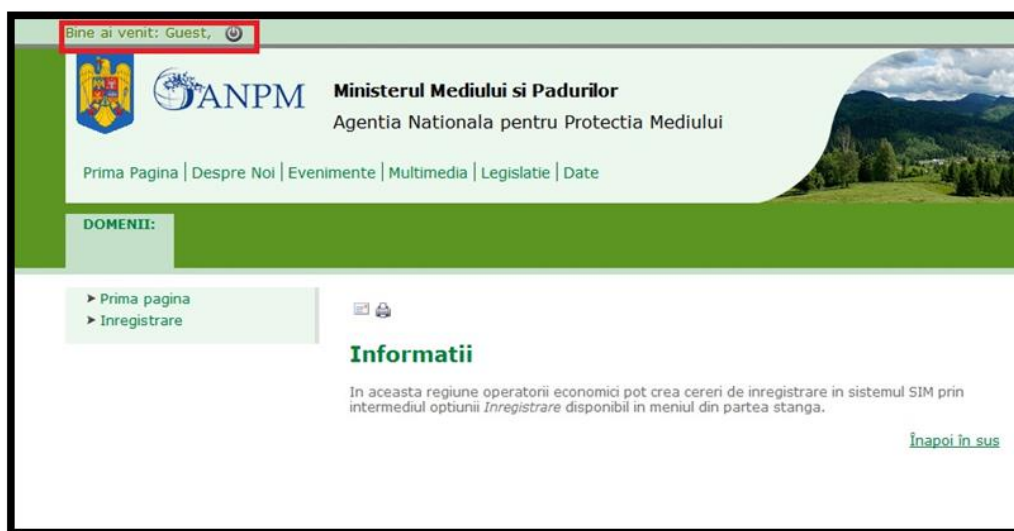 Bine ai venit: Guest,
ANPM
Ministerul Mediului si Padurilor
Agentia Nationala pentru Protectia Mediului
Prima Pagina | Despre Noi | Evenimente | Multimedia | Legislatie | Date
DOMENII:
Prima pagina
Inregistrare
Informatii
In aceasta regiune operatorii economici pot crea cereri de inregistrare in sistemul SIM prin
intermediul optiunii Inregistrare disponibil in meniul din partea stanga.
Înapoi în sus